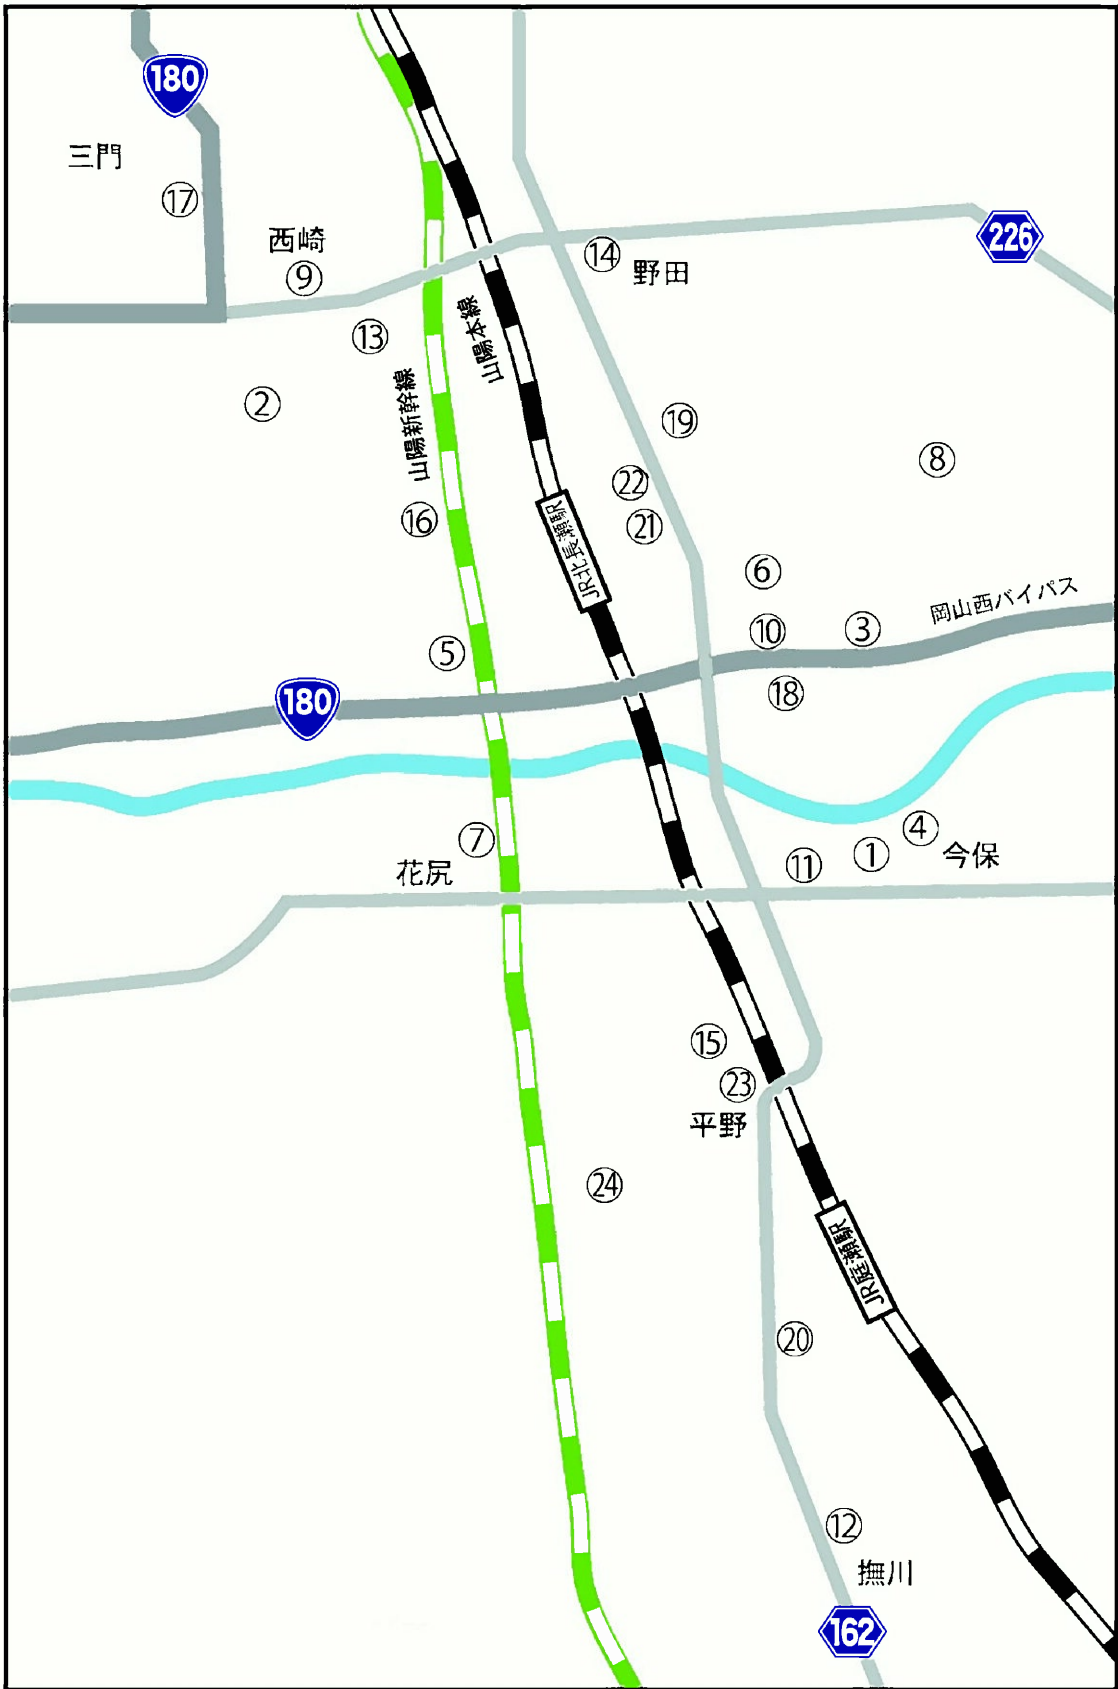 180
三門
⑰
西崎
⑨
⑭
野田
226
⑬
山陽本線
山陽新幹線
②
⑲
⑧
㉒
⑯
㉑
JR北長瀬駅
⑥
岡山西バイパス
⑩
③
⑤
180
⑱
④
⑦
今保
①
⑪
花尻
⑮
㉓
平野
㉔
JR庭瀬駅
⑳
⑫
撫川
162